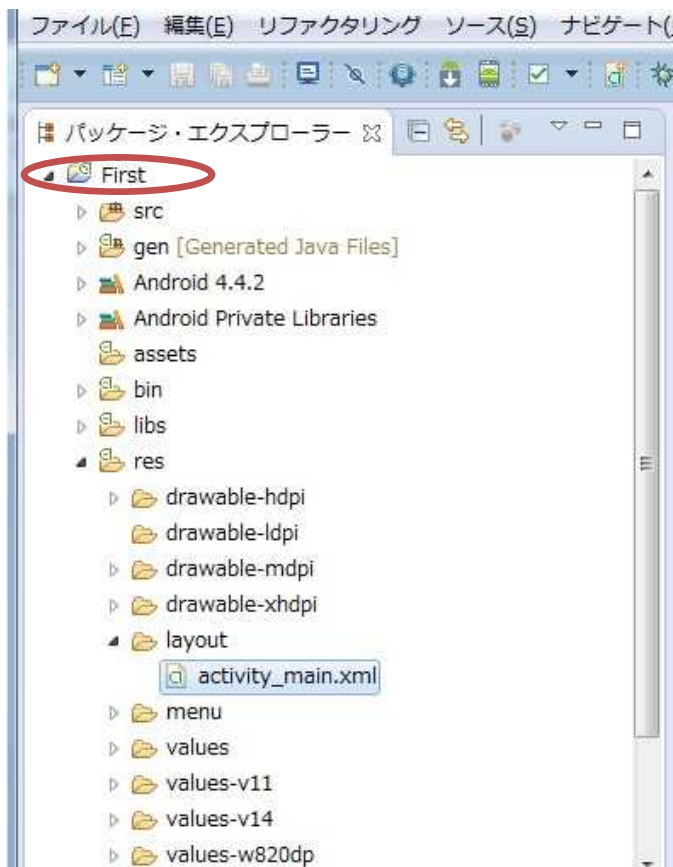 ファイル(E) 編集(E) リファクタリング ソース(S) ナビゲート(
パッケージ・エクスプローラー
First
src
gen [Generated Java Files]
Android 4.4.2
Android Private Libraries
assets
bin
libs
res
drawable-hdpi
drawable-ldpi
drawable-mdpi
drawable-xhdpi
layout
activity_main.xml
menu
values
values-v11
values-v14
values-w820dp